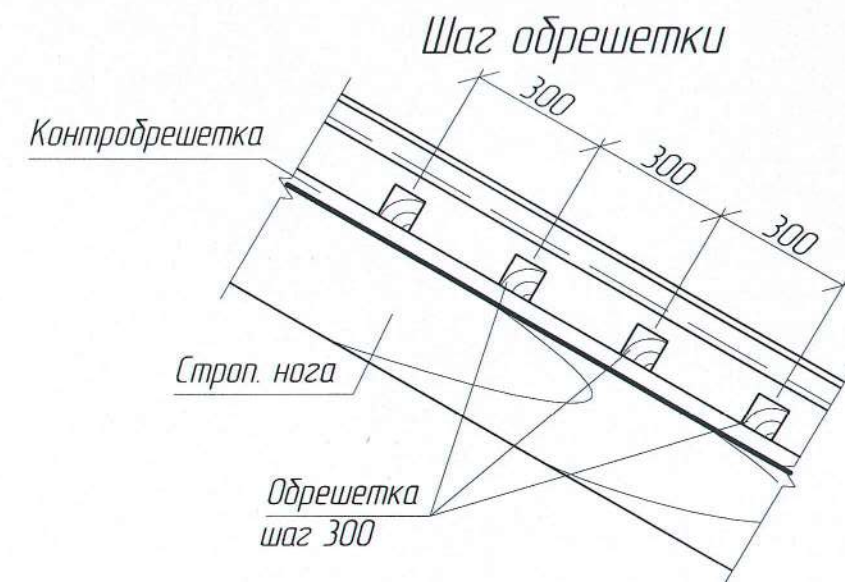 Шаг обрешетки
300
300
300
Контробрешетка
Строп. нога
Обрешетка
шаг 300